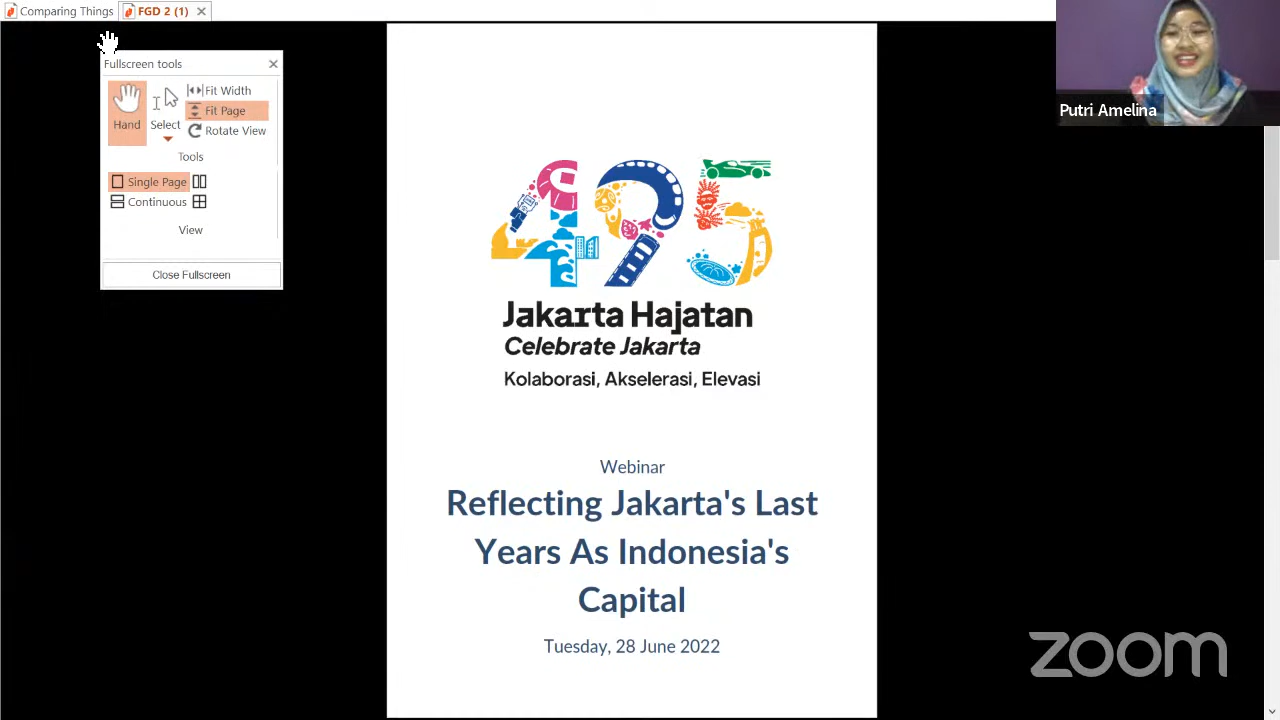 Comparing Things
FGD 2 (1)
Fullscreen tools
Hand
Select
Fit Width
Fit Page
Rotate View
Tools
Single Page
Continuous
View
Close Fullscreen
Putri Amelina
495
Jakarta Hajatan
Celebrate Jakarta
Kolaborasi, Akselerasi, Elevasi
Webinar
Reflecting Jakarta's Last
Years As Indonesia's
Capital
Tuesday, 28 June 2022
zoom